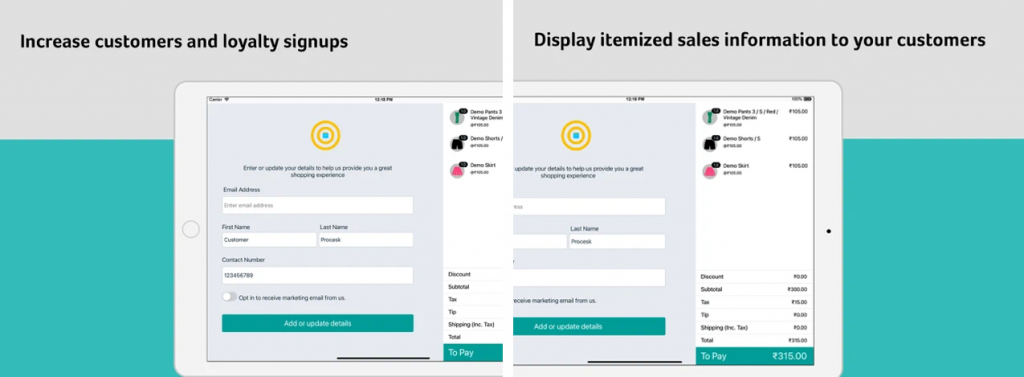 Increase customers and loyalty signups
Carrier
12:18 PM
Enter or update your details to help us provide you a great
shopping experience
Email Address
Enter email address
First Name
Last Name
Customer
Procesk
Contact Number
123456789
Opt in to receive marketing email from us.
Add or update details
Demo Pants 3
Vintage Denim
@₹105.00
Demo Shorts /
@₹105.00
Demo Skirt
@₹105.00
Discount
Subtotal
Tax
Tip
Shipping (Inc. Tax)
Total
To Pay
Display itemized sales information to your customers
12:18 PM
100%
update your details to help us provide you a great
shopping experience
ress
ress
Last Name
Procesk
receive marketing email from us.
Add or update details
Demo Pants 3 / S / Red /
Vintage Denim
@₹105.00
₹105.00
Demo Shorts / S
@₹105.00
₹105.00
Demo Skirt
@₹105.00
₹105.00
Discount ₹0.00
Subtotal ₹300.00
Tax ₹15.00
Tip ₹0.00
Shipping (Inc. Tax) ₹0.00
Total ₹315.00
To Pay ₹315.00